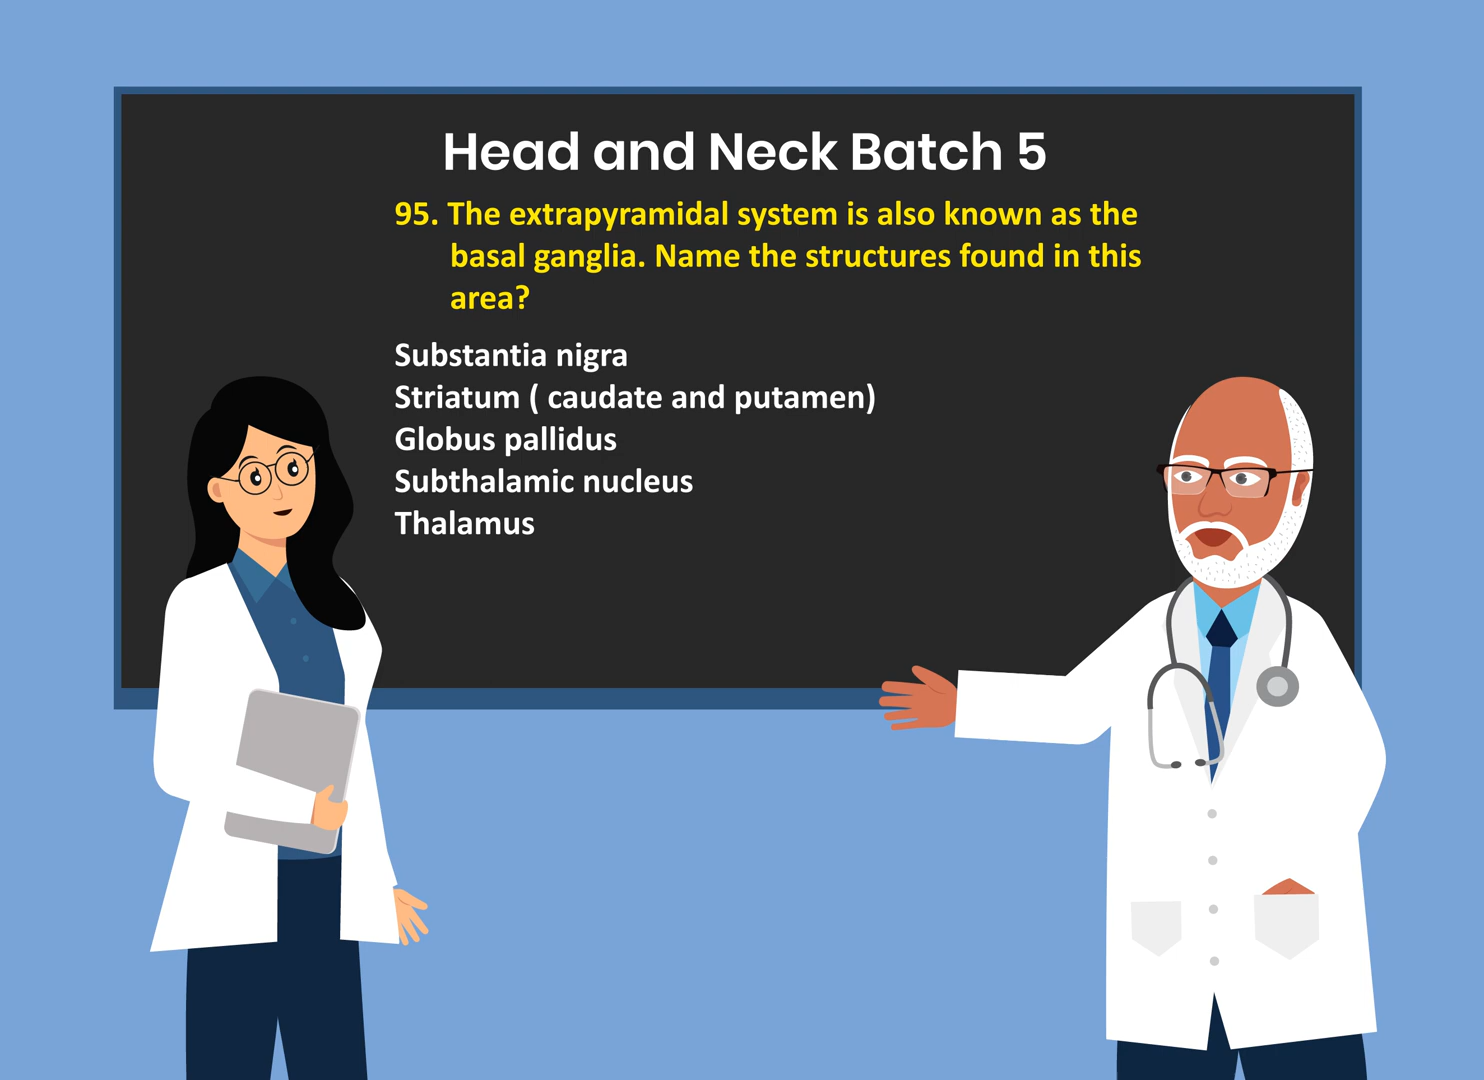 Head and Neck Batch 5
95. The extrapyramidal system is also known as the
basal ganglia. Name the structures found in this
area?
Substantia nigra
Striatum ( caudate and putamen)
Globus pallidus
Subthalamic nucleus
Thalamus